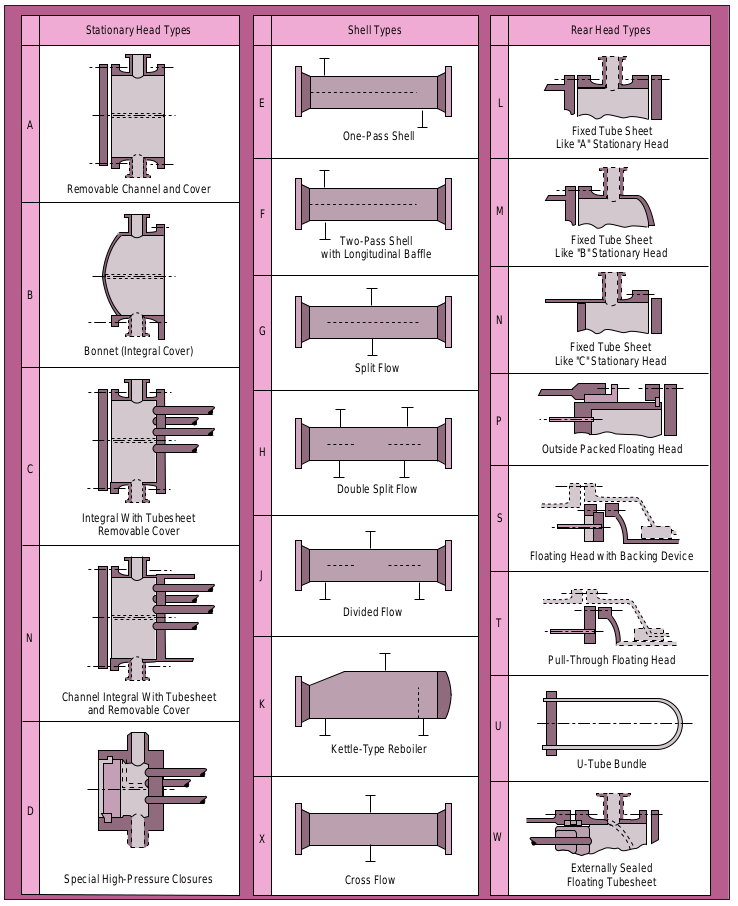 Stationary Head Types
A
Removable Channel and Cover
B
Bonnet (Integral Cover)
C
Integral With Tubesheet
Removable Cover
N
Channel Integral With Tubesheet
and Removable Cover
D
Special High-Pressure Closures
Shell Types
E
One-Pass Shell
F
Two-Pass Shell
with Longitudinal Baffle
G
Split Flow
H
Double Split Flow
J
Divided Flow
K
Kettle-Type Reboiler
X
Cross Flow
Rear Head Types
L
Fixed Tube Sheet
Like "A" Stationary Head
M
Fixed Tube Sheet
Like "B" Stationary Head
N
Fixed Tube Sheet
Like "C" Stationary Head
P
Outside Packed Floating Head
S
Floating Head with Backing Device
T
Pull-Through Floating Head
U
U-Tube Bundle
W
Externally Sealed
Floating Tubesheet